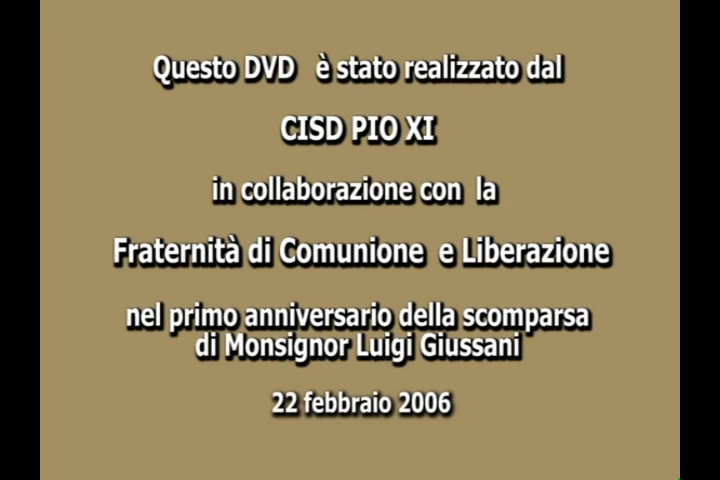 Questo DVD è stato realizzato dal
CISD PIO XI
in collaborazione con la
Fraternità di Comunione e Liberazione
nel primo anniversario della scomparsa
di Monsignor Luigi Giussani
22 febbraio 2006